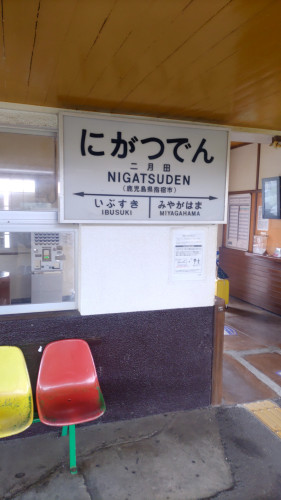 にがつでん
二月田
NIGATSUDEN
（鹿児島県指宿市）
いぶすき みやがはま
IBUSUKI MIYAGAHAMA